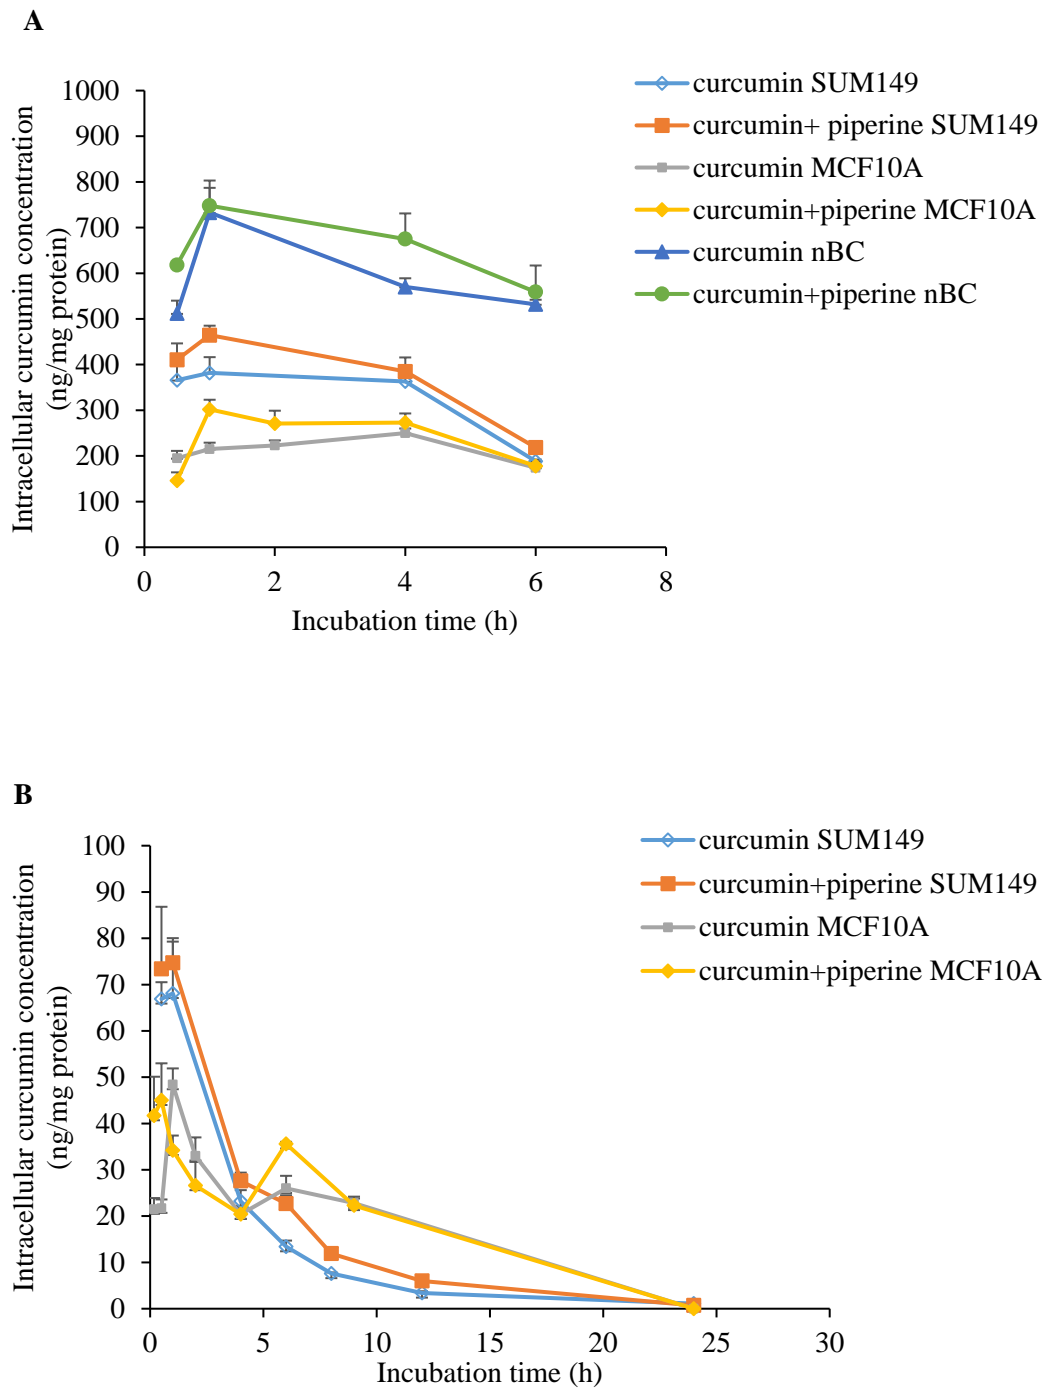 A
curcumin SUM149
curcumin+ piperine SUM149
curcumin MCF10A
curcumin+piperine MCF10A
curcumin nBC
curcumin+piperine nBC
Intracellular curcumin concentration
(ng/mg protein)
1000
900
800
700
600
500
400
300
200
100
0
0 2 4 6 8
Incubation time (h)
B
curcumin SUM149
curcumin+piperine SUM149
curcumin MCF10A
curcumin+piperine MCF10A
Intracellular curcumin concentration
(ng/mg protein)
100
90
80
70
60
50
40
30
20
10
0
0 5 10 15 20 25 30
Incubation time (h)